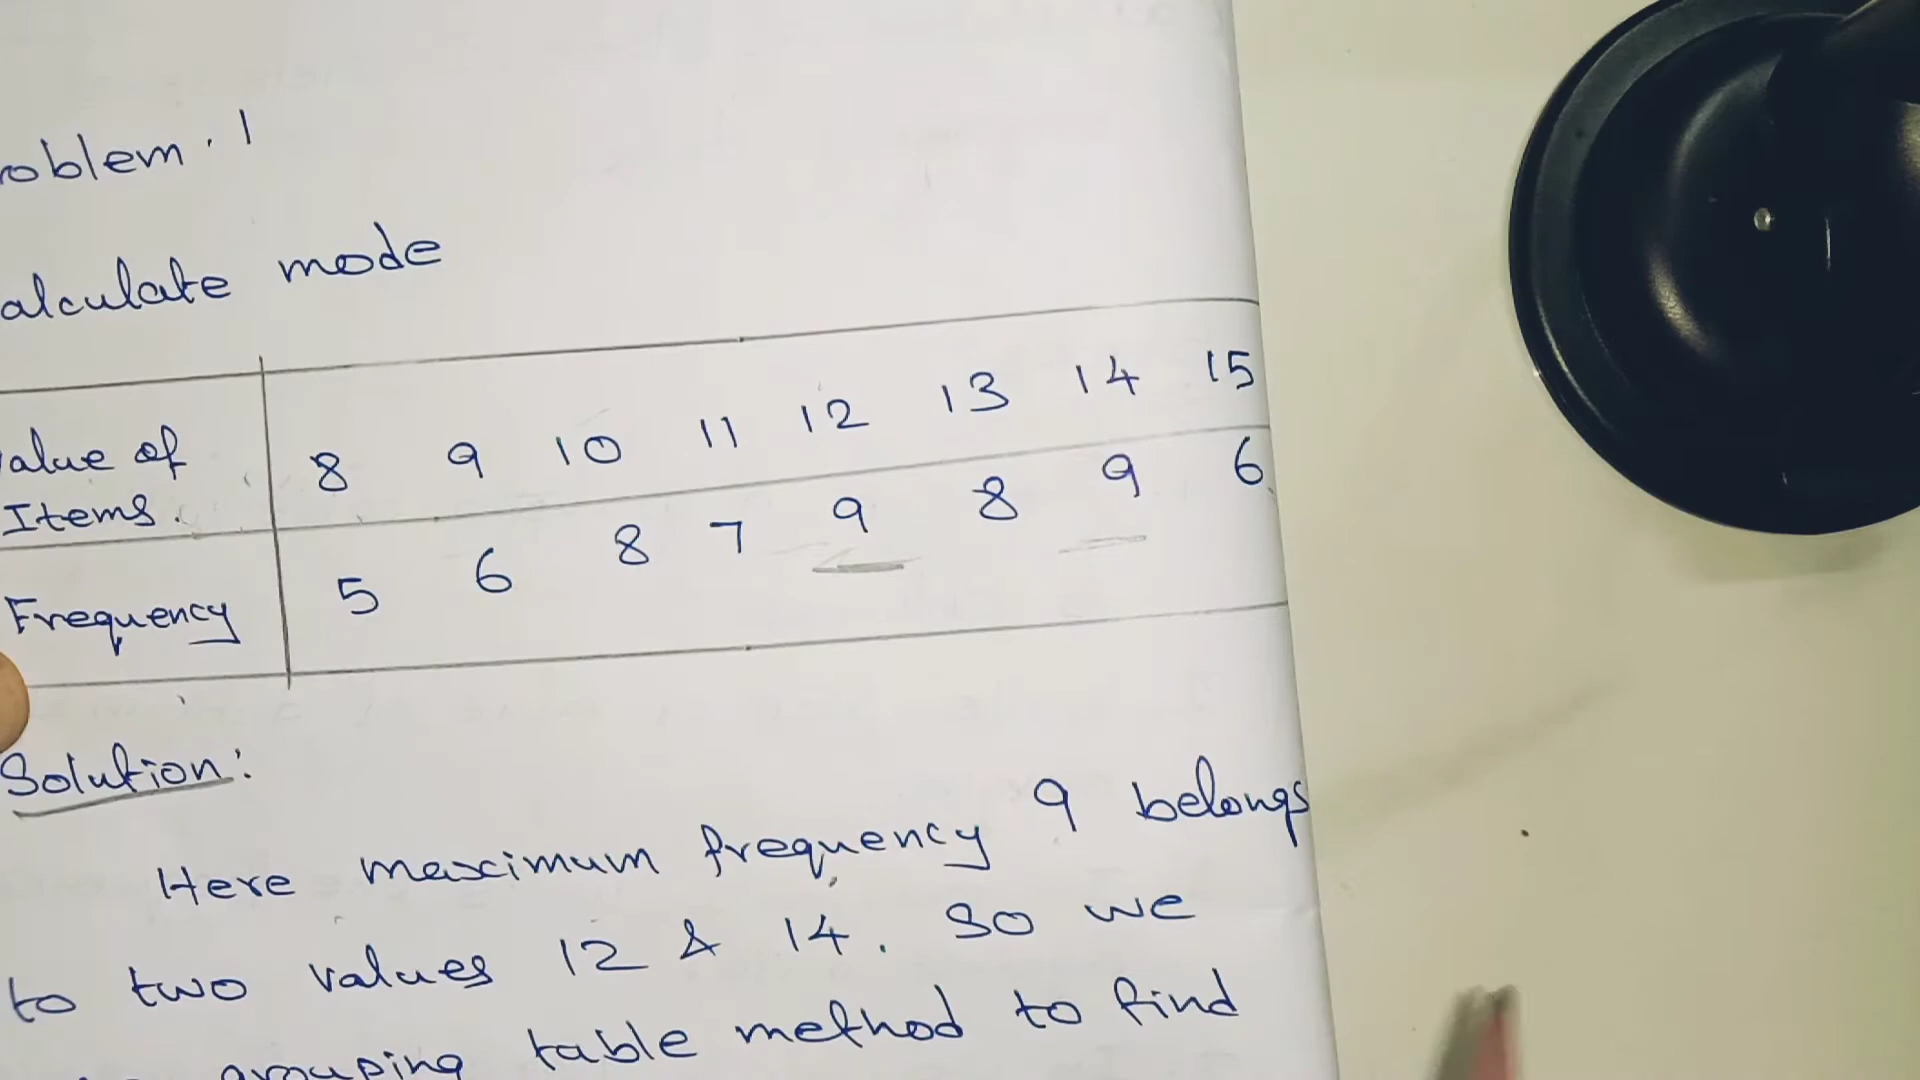 roblem. 1
alculate mode
alue of Items. 8 9 10 11 12 13 14 15
Frequency 5 6 8 7 9 8 9 6
Solution:
Here maximum frequency 9 belongs
to two values 12 & 14. So we
grouping table method to find